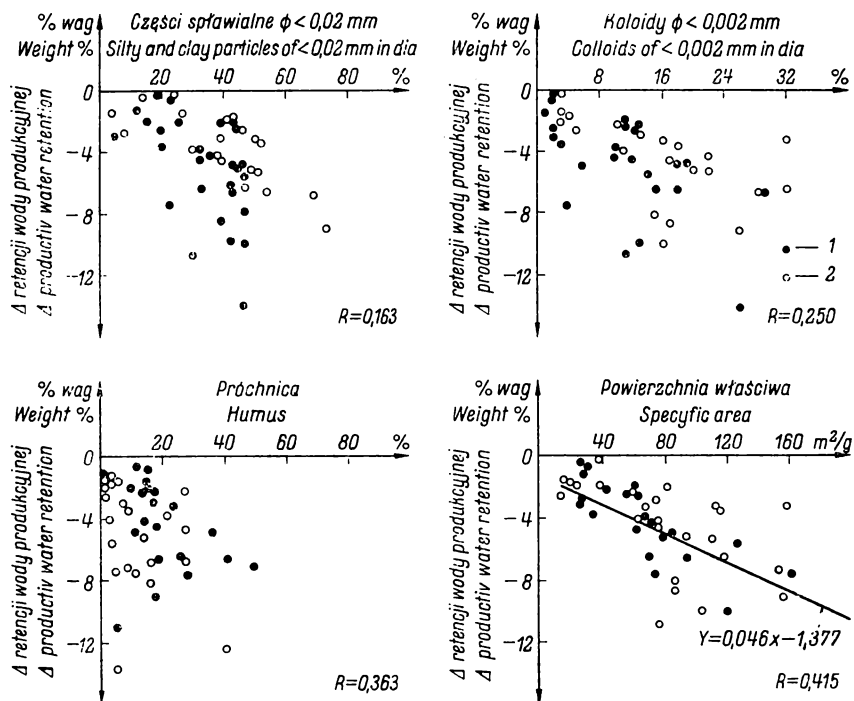 % wag Części spławialne ϕ < 0,02 mm
Weight % Silty and clay particles of < 0,02 mm in dia
20 40 60 80 %
0
−4
−8
−12
Δ retencji wody produkcyjnej
Δ productiv water retention
R=0,163
% wag Koloidy ϕ < 0,002 mm
Weight % Colloids of < 0,002 mm in dia
8 16 24 32 %
0
−4
−8
−12
Δ retencji wody produkcyjnej
Δ productiv water retention
1
2
R=0,250
% wag Próchnica
Weight % Humus
0 20 40 60 80 %
−4
−8
−12
Δ retencji wody produkcyjnej
Δ productiv water retention
R=0,363
% wag Powierzchnia właściwa
Weight % Specyfic area
40 80 120 160 m²/g
0
−4
−8
−12
Δ retencji wody produkcyjnej
Δ productiv water retention
Y=0,046x−1,377
R=0,415